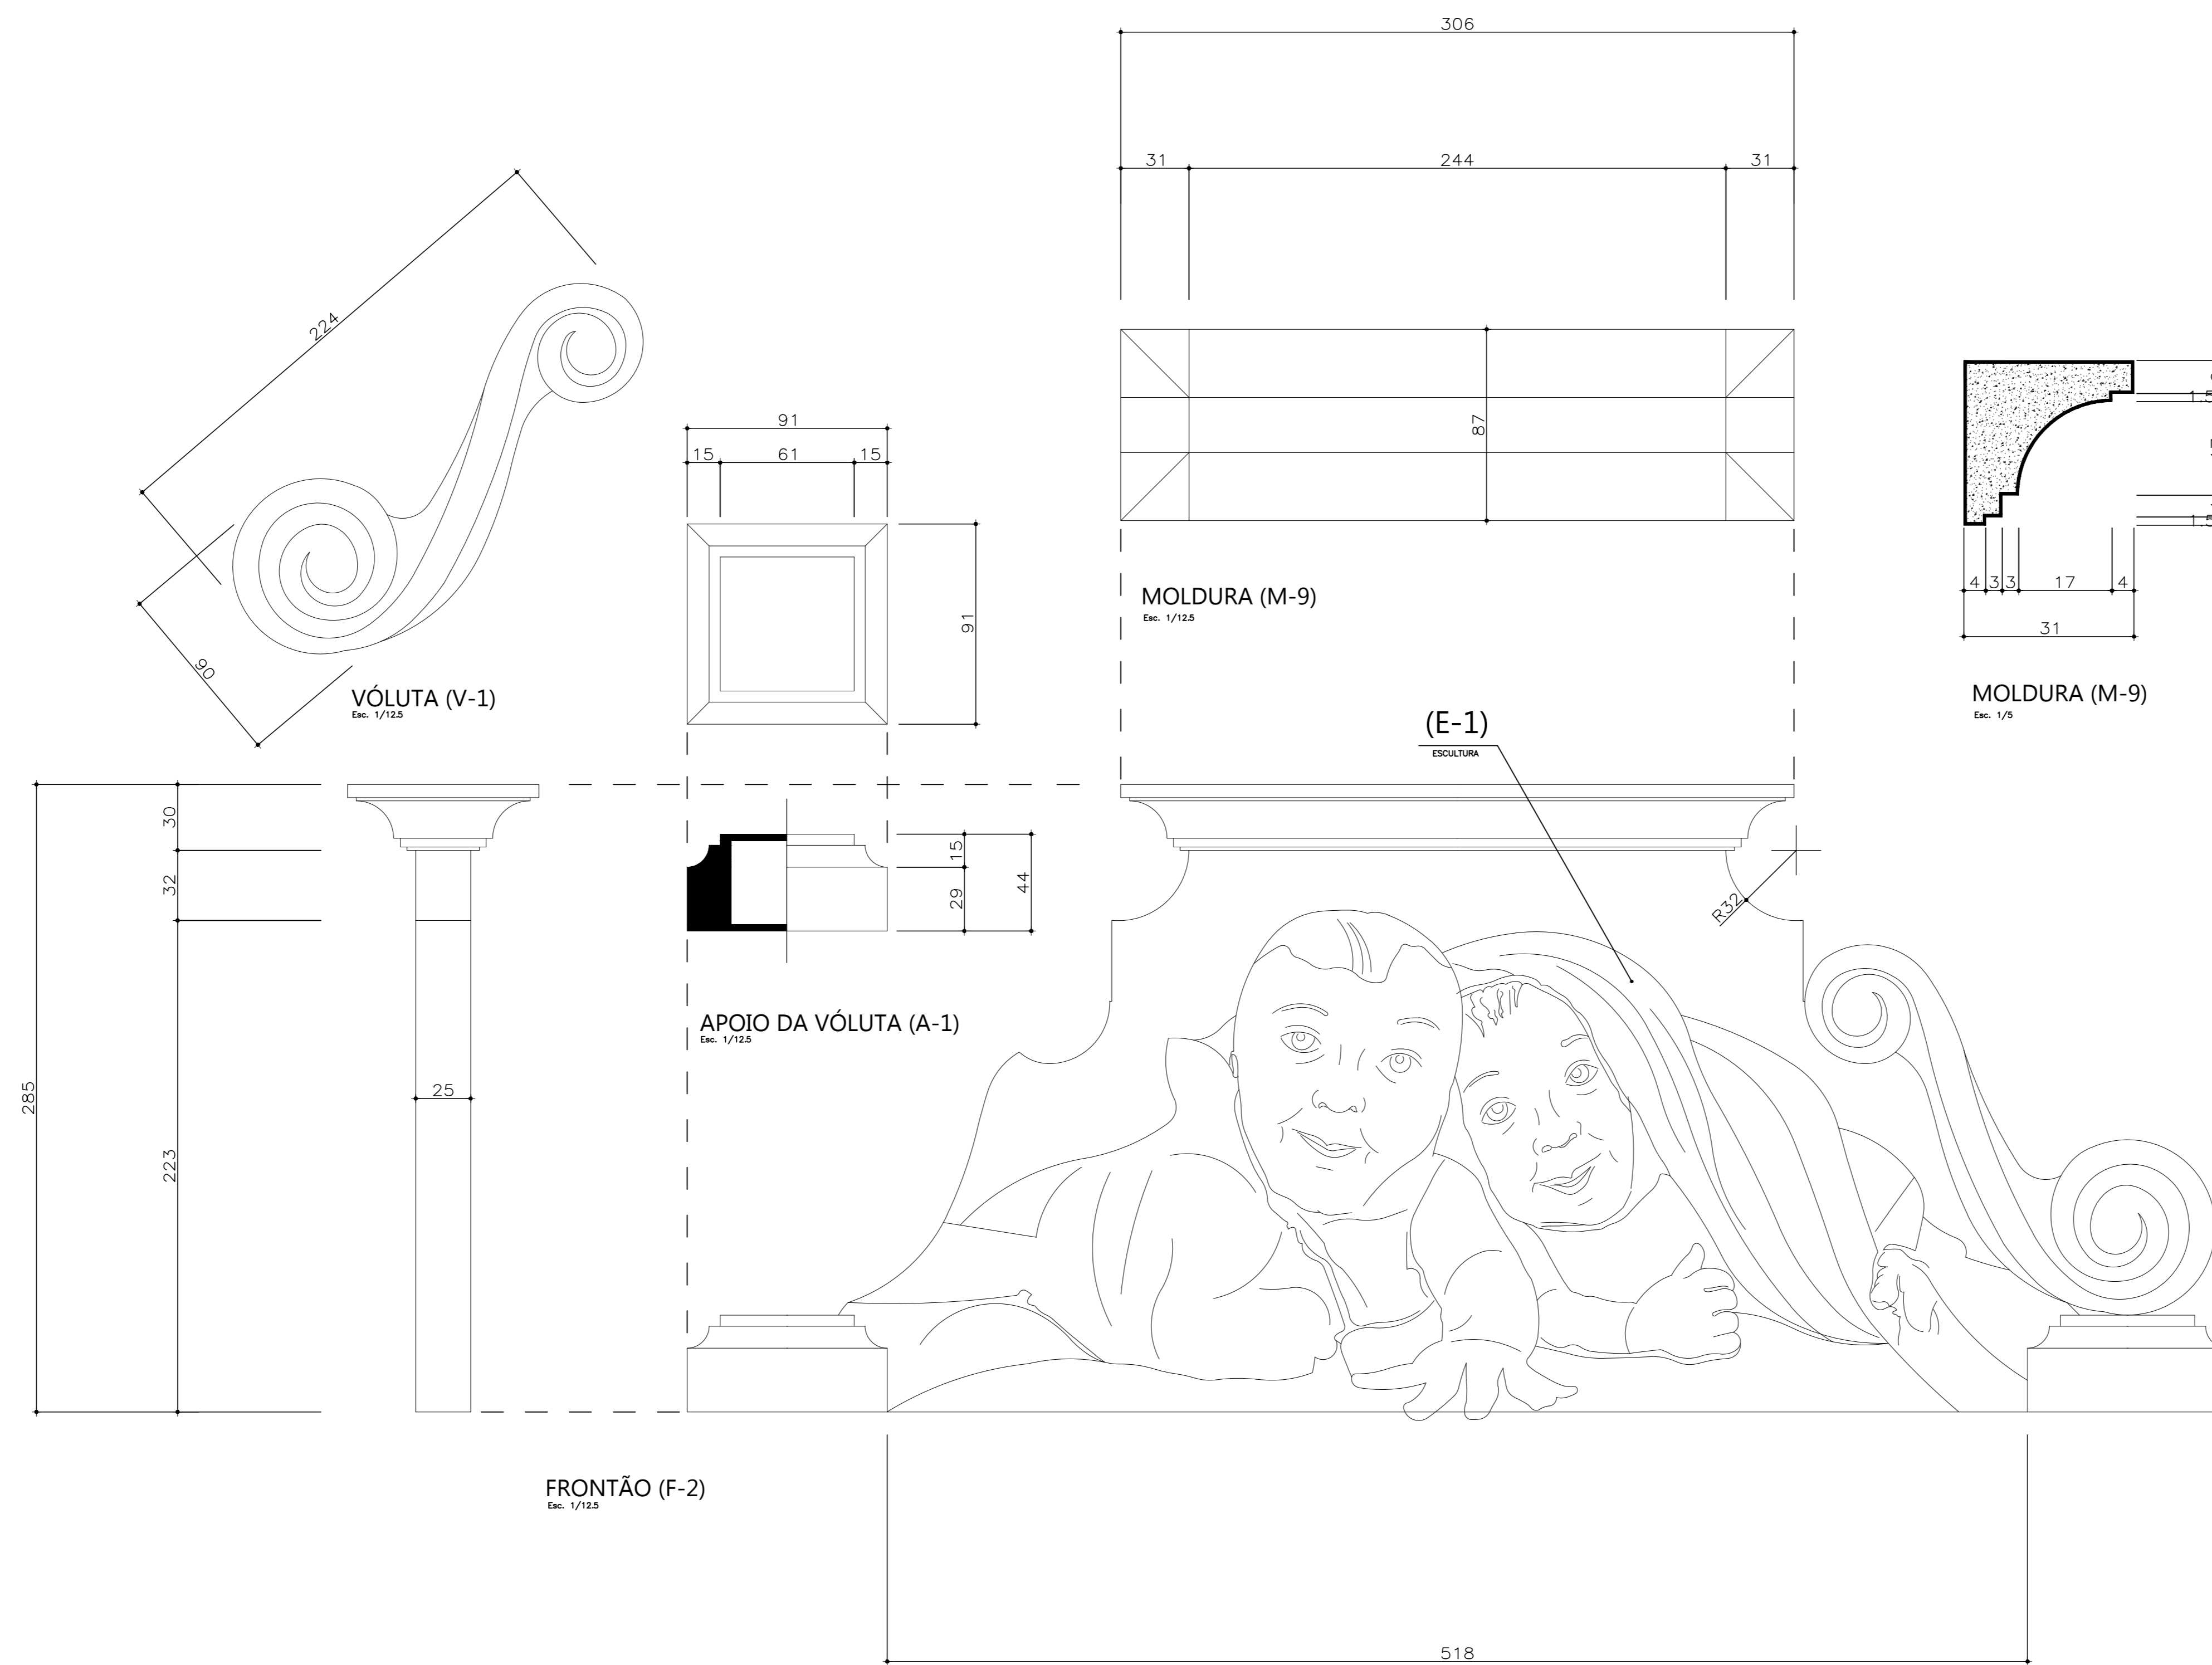 306
31 244 31
224
90
VÓLUTA (V-1)
Esc. 1/12.5
91
15 61 15
91
87
MOLDURA (M-9)
Esc. 1/12.5
4 3 3 17 4
31
MOLDURA (M-9)
Esc. 1/5
(E-1)
ESCULTURA
30
32
223
285
25
15
29
44
APOIO DA VÓLUTA (A-1)
Esc. 1/12.5
R32
FRONTÃO (F-2)
Esc. 1/12.5
518